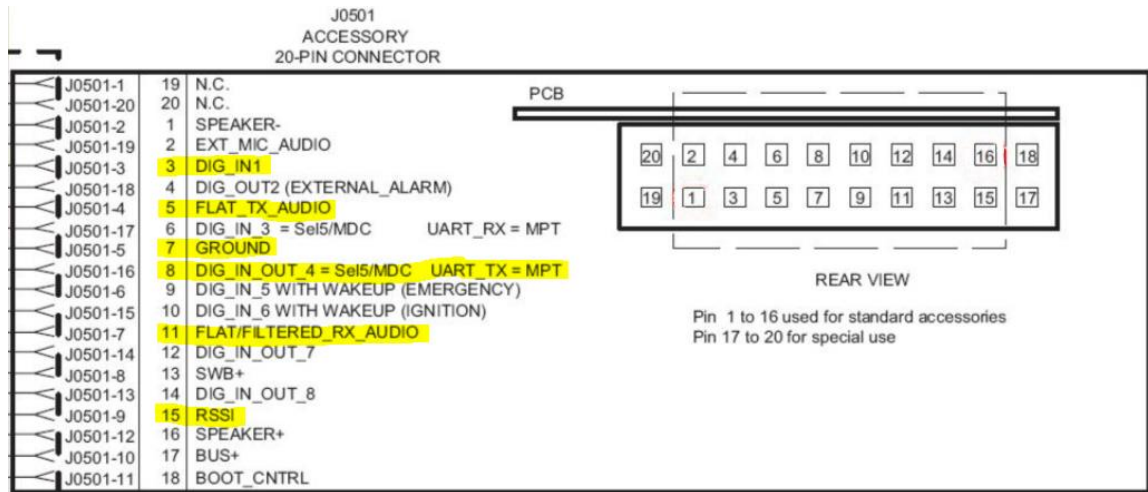 J0501
ACCESSORY
20-PIN CONNECTOR
J0501-1 19 N.C.
J0501-20 20 N.C.
J0501-2 1 SPEAKER-
J0501-19 2 EXT_MIC_AUDIO
J0501-3 3 DIG_IN1
J0501-18 4 DIG_OUT2 (EXTERNAL_ALARM)
J0501-4 5 FLAT_TX_AUDIO
J0501-17 6 DIG_IN_3 = Sel5/MDC UART_RX = MPT
J0501-5 7 GROUND
J0501-16 8 DIG_IN_OUT_4 = Sel5/MDC UART_TX = MPT
J0501-6 9 DIG_IN_5 WITH WAKEUP (EMERGENCY)
J0501-15 10 DIG_IN_6 WITH WAKEUP (IGNITION)
J0501-7 11 FLAT/FILTERED_RX_AUDIO
J0501-14 12 DIG_IN_OUT_7
J0501-8 13 SWB+
J0501-13 14 DIG_IN_OUT_8
J0501-9 15 RSSI
J0501-12 16 SPEAKER+
J0501-10 17 BUS+
J0501-11 18 BOOT_CNTRL
PCB
20 2 4 6 8 10 12 14 16 18
19 1 3 5 7 9 11 13 15 17
REAR VIEW
Pin 1 to 16 used for standard accessories
Pin 17 to 20 for special use